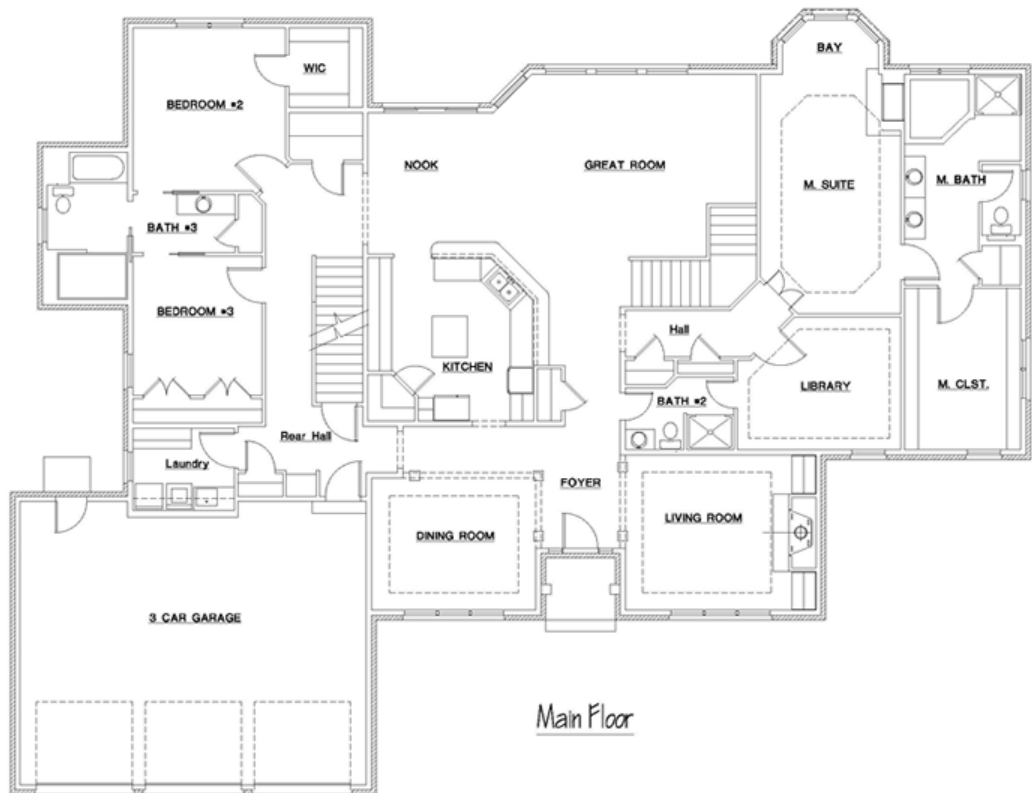 BAY
WIC
BEDROOM #2
NOOK
GREAT ROOM
M. SUITE
M. BATH
BATH #3
BEDROOM #3
Hall
KITCHEN
LIBRARY
M. CLST.
BATH #2
Rear Hall
Laundry
FOYER
LIVING ROOM
DINING ROOM
3 CAR GARAGE
Main Floor